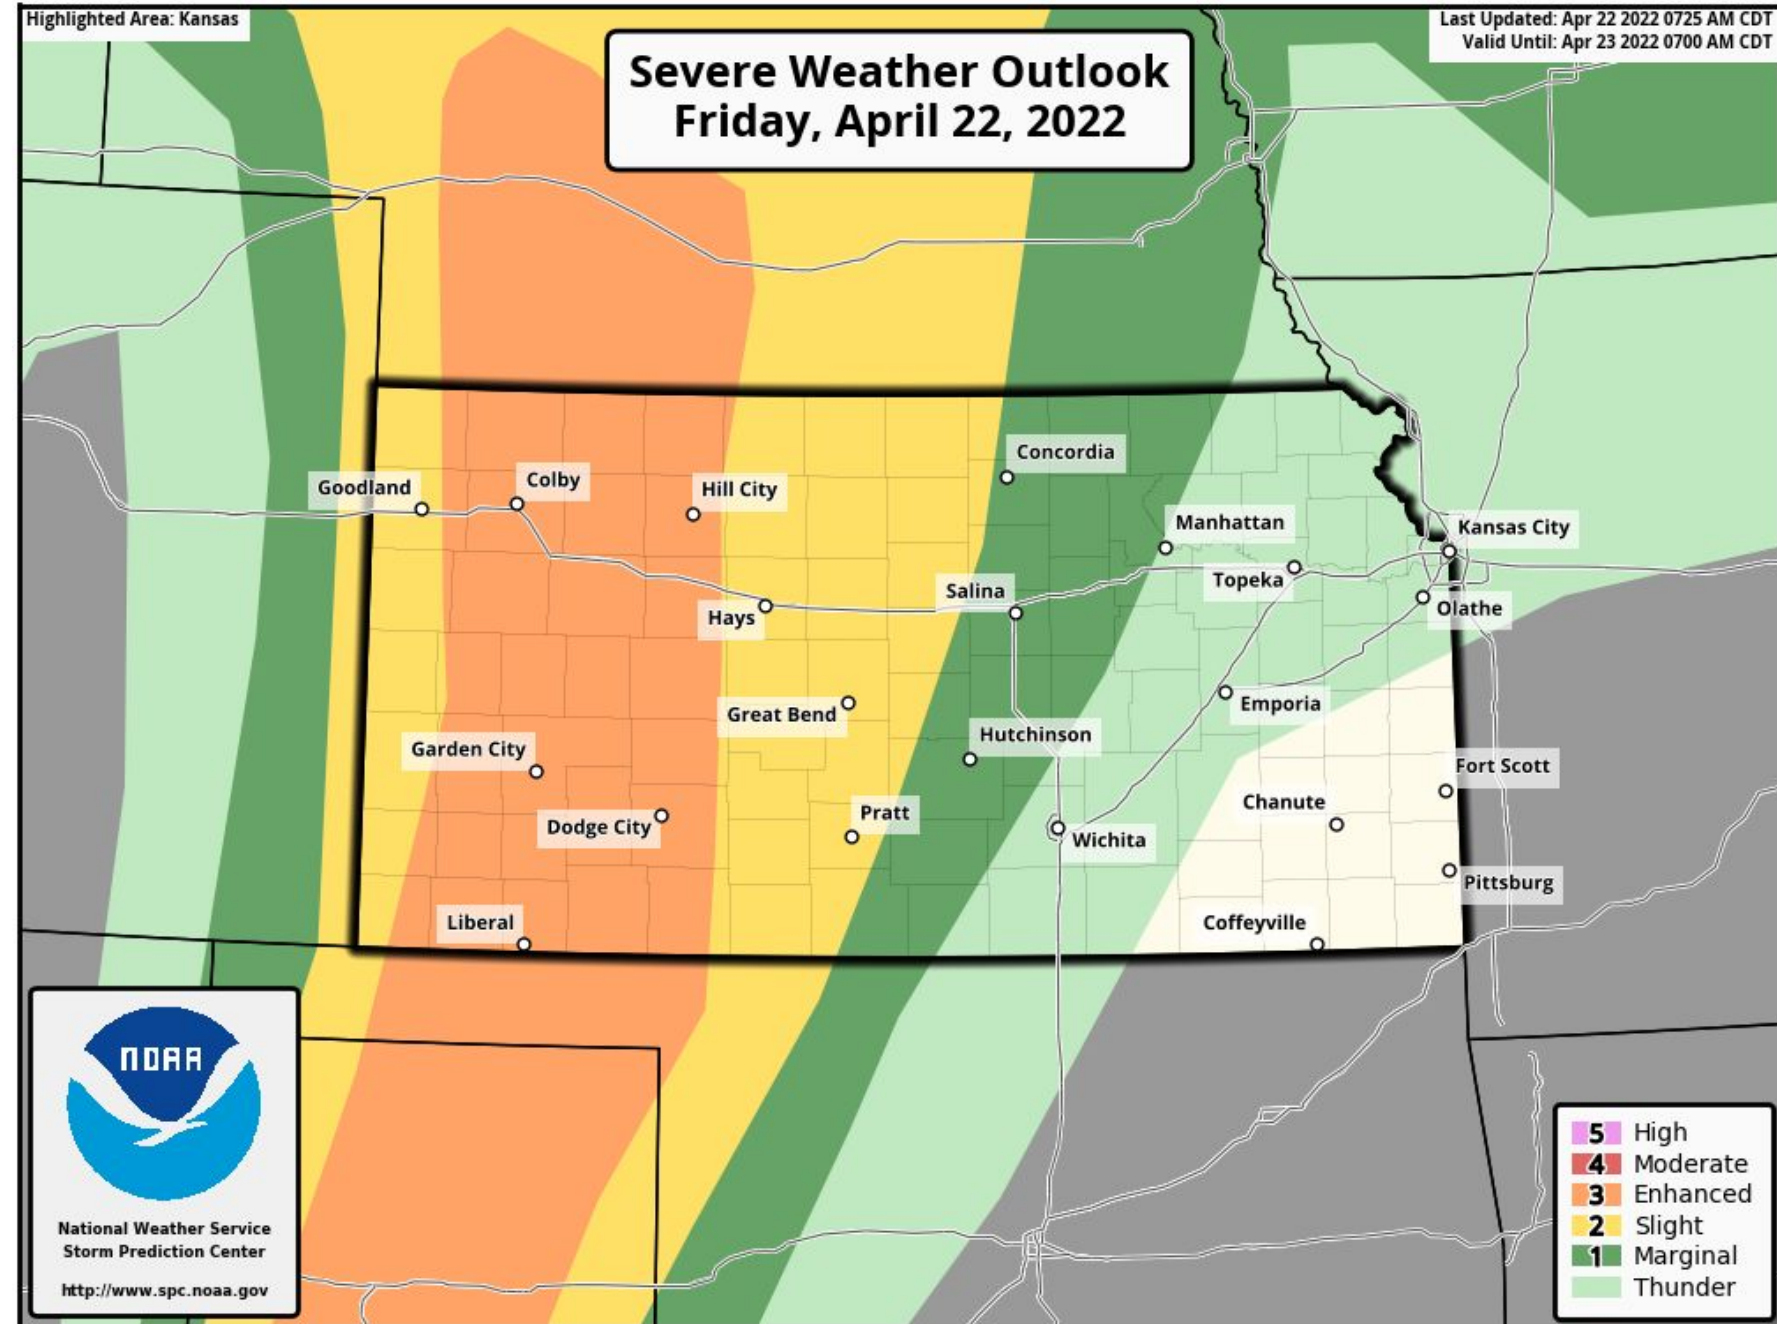 Highlighted Area: Kansas
Last Updated: Apr 22 2022 0725 AM CDT
Valid Until: Apr 23 2022 0700 AM CDT
Severe Weather Outlook
Friday, April 22, 2022
Concordia
Goodland
Colby
Hill City
Manhattan
Kansas City
Topeka
Salina
Olathe
Hays
Emporia
Great Bend
Hutchinson
Garden City
Fort Scott
Chanute
Pratt
Dodge City
Wichita
Pittsburg
Liberal
Coffeyville
NOAA
National Weather Service
Storm Prediction Center
http://www.spc.noaa.gov
5 High
4 Moderate
3 Enhanced
2 Slight
1 Marginal
Thunder